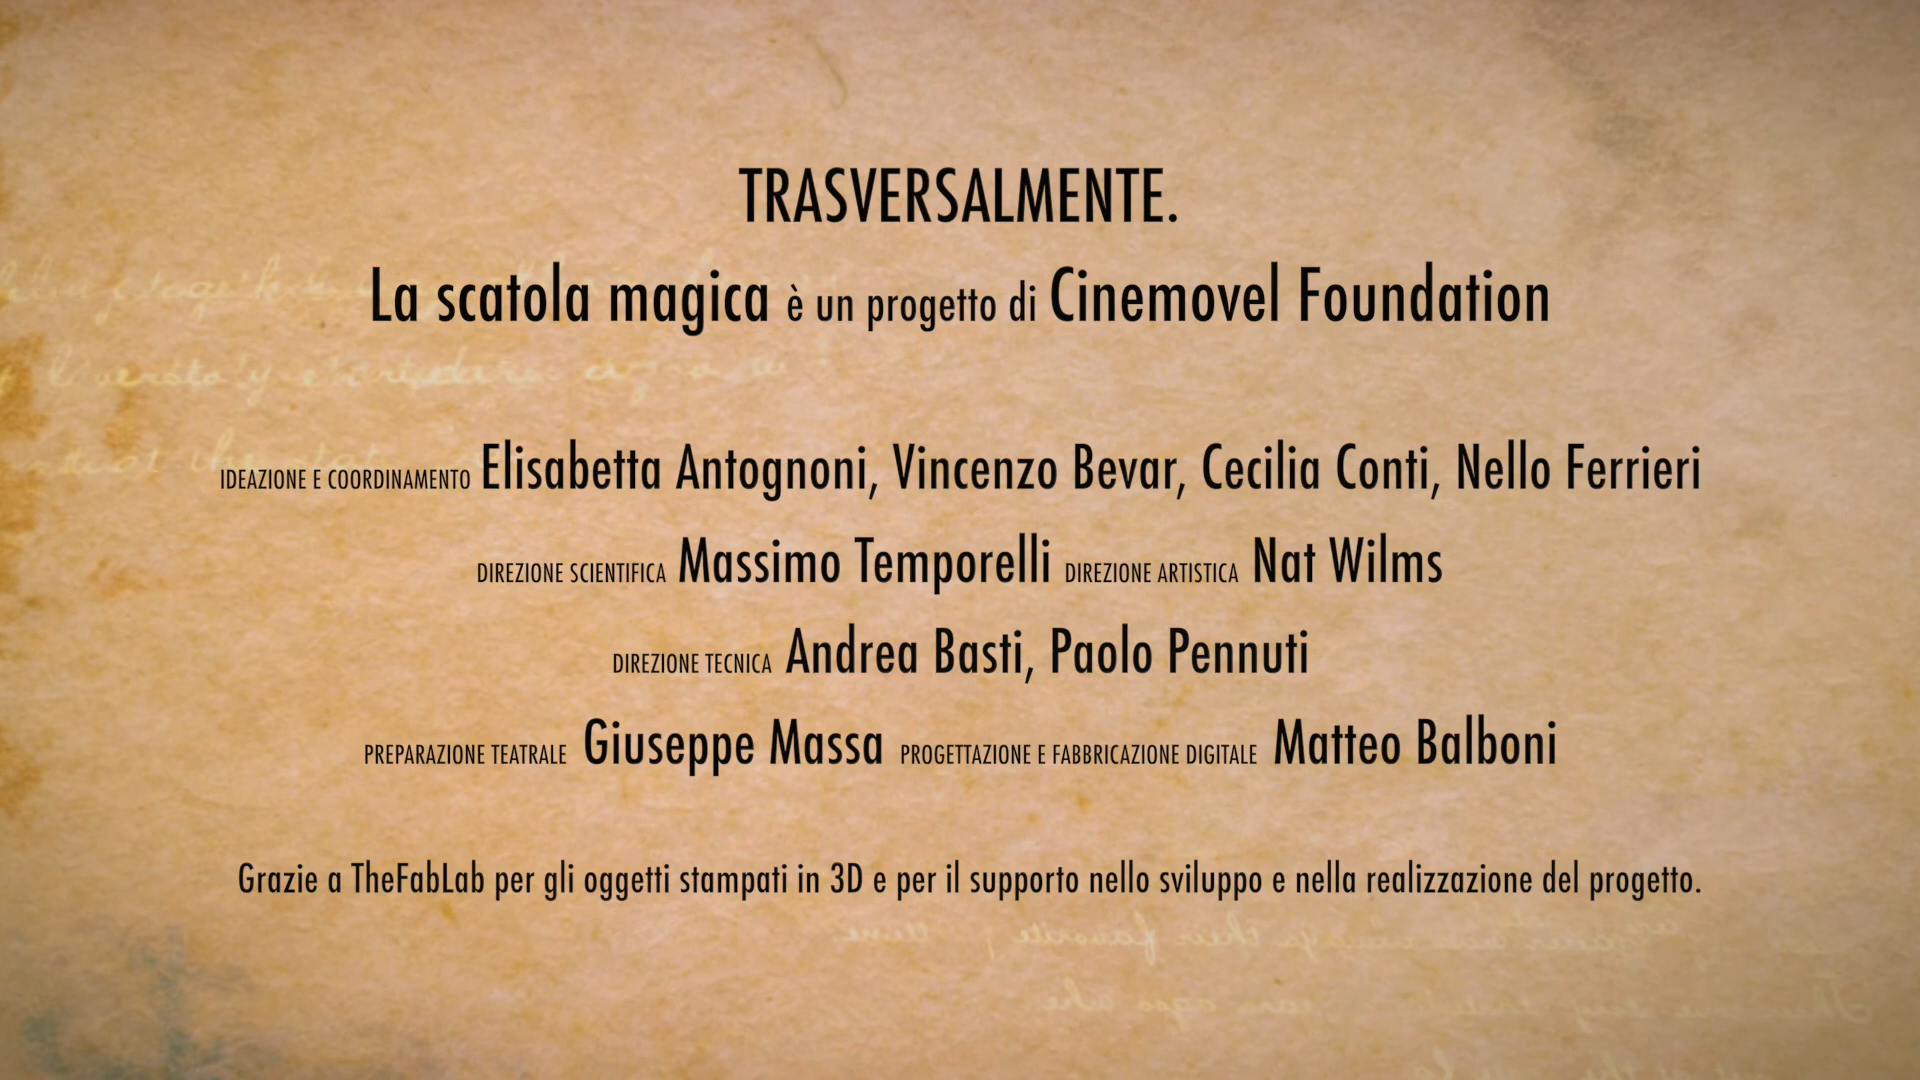 TRASVERSALMENTE.
La scatola magica è un progetto di Cinemovel Foundation
IDEAZIONE E COORDINAMENTO Elisabetta Antognoni, Vincenzo Bevar, Cecilia Conti, Nello Ferrieri
DIREZIONE SCIENTIFICA Massimo Temporelli DIREZIONE ARTISTICA Nat Wilms
DIREZIONE TECNICA Andrea Basti, Paolo Pennuti
PREPARAZIONE TEATRALE Giuseppe Massa PROGETTAZIONE E FABBRICAZIONE DIGITALE Matteo Balboni
Grazie a TheFabLab per gli oggetti stampati in 3D e per il supporto nello sviluppo e nella realizzazione del progetto.